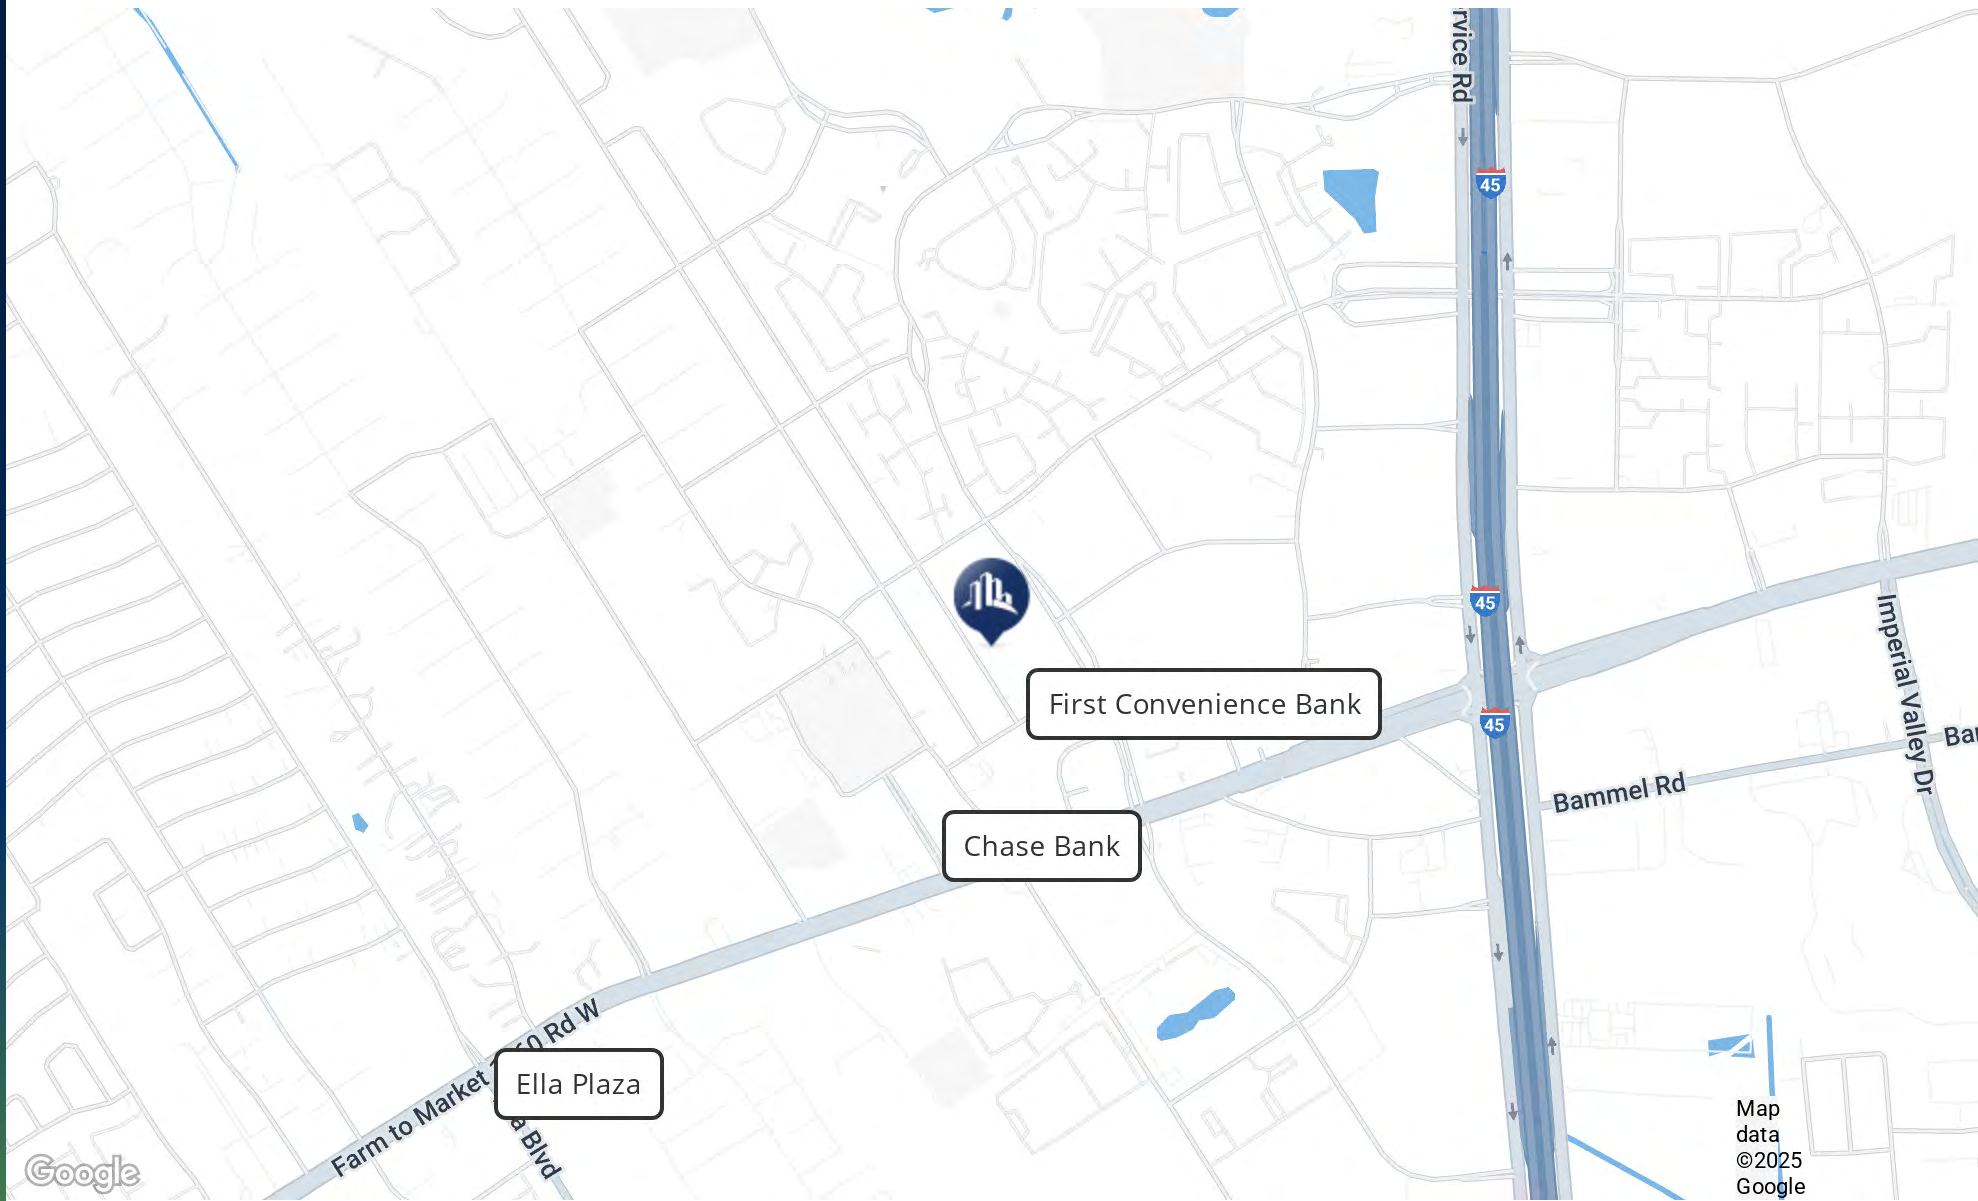 rvice Rd
45
45
First Convenience Bank
45
Imperial Valley Dr
Bammel Rd
Chase Bank
Farm to Market
60 Rd W
Ella Plaza
a Blvd
Map
data
©2025
Google
Google